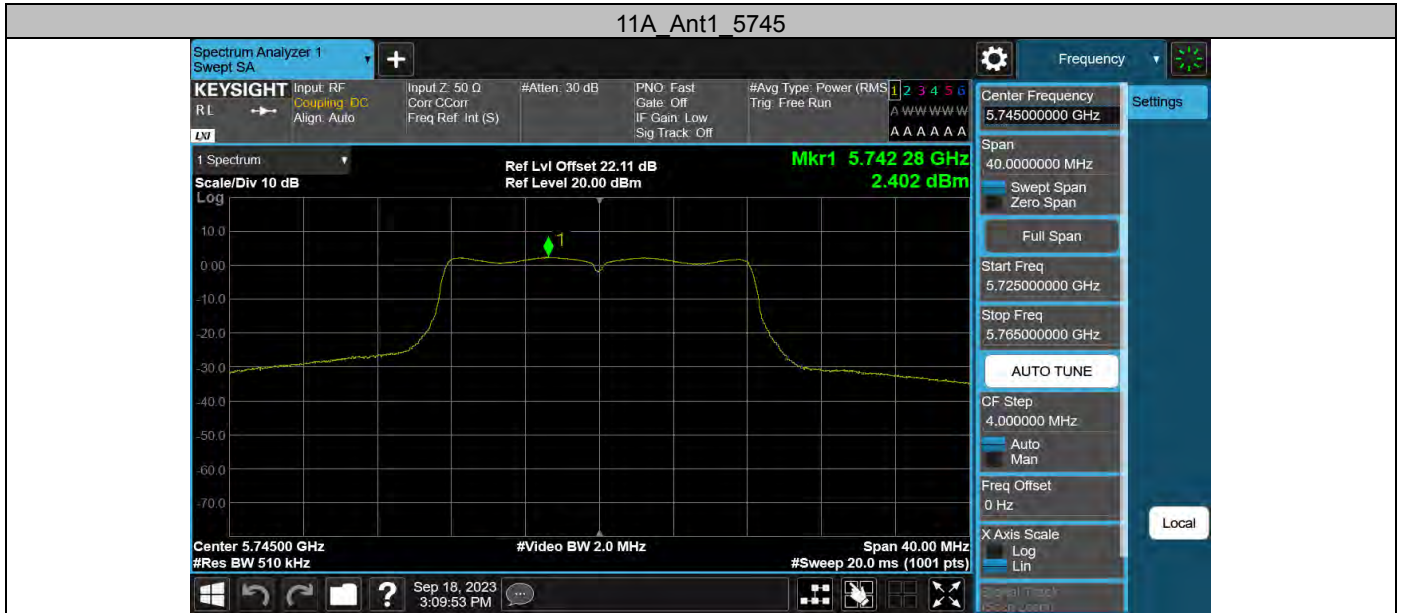 11A_Ant1_5745
Spectrum Analyzer 1
Swept SA
Frequency
KEYSIGHT
Input: RF
Input Z: 50 Ω
#Atten: 30 dB
PNO: Fast
#Avg Type: Power (RMS
1 2 3 4 5 6
R L
Coupling: DC
Corr CCorr
Gate: Off
Trig: Free Run
A W W W W W
Align: Auto
Freq Ref: Int (S)
IF Gain: Low
LXI
Sig Track: Off
A A A A A A
Center Frequency
5.745000000 GHz
Settings
1 Spectrum
Ref Lvl Offset 22.11 dB
Mkr1 5.742 28 GHz
Scale/Div 10 dB
Ref Level 20.00 dBm
2.402 dBm
Log
1
10.0
0.00
-10.0
-20.0
-30.0
-40.0
-50.0
-60.0
-70.0
Span
40.0000000 MHz
Swept Span
Zero Span
Full Span
Start Freq
5.725000000 GHz
Stop Freq
5.765000000 GHz
AUTO TUNE
CF Step
4.000000 MHz
Auto
Man
Freq Offset
0 Hz
X Axis Scale
Log
Lin
Signal Track
(Span Zoom)
Local
Center 5.74500 GHz
#Video BW 2.0 MHz
Span 40.00 MHz
#Res BW 510 kHz
#Sweep 20.0 ms (1001 pts)
?
Sep 18, 2023
3:09:53 PM